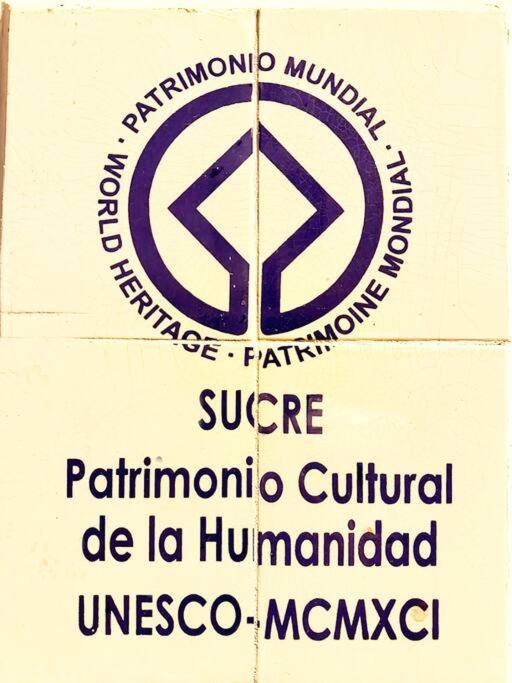 · PATRIMONIO MUNDIAL · WORLD HERITAGE · PATRIMOINE MONDIAL
SUCRE
Patrimonio Cultural
de la Humanidad
UNESCO-MCMXCI